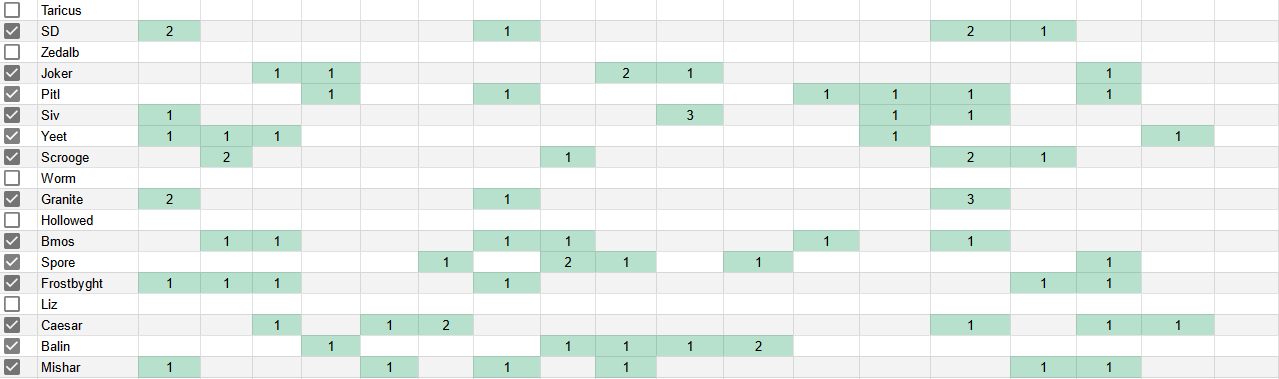 Taricus
SD 2 1 2 1
Zedalb
Joker 1 1 2 1 1
Pitl 1 1 1 1 1 1
Siv 1 3 1 1
Yeet 1 1 1 1 1
Scrooge 2 1 2 1
Worm
Granite 2 1 3
Hollowed
Bmos 1 1 1 1 1 1
Spore 1 2 1 1 1
Frostbyght 1 1 1 1 1 1
Liz
Caesar 1 1 2 1 1 1
Balin 1 1 1 1 2
Mishar 1 1 1 1 1 1